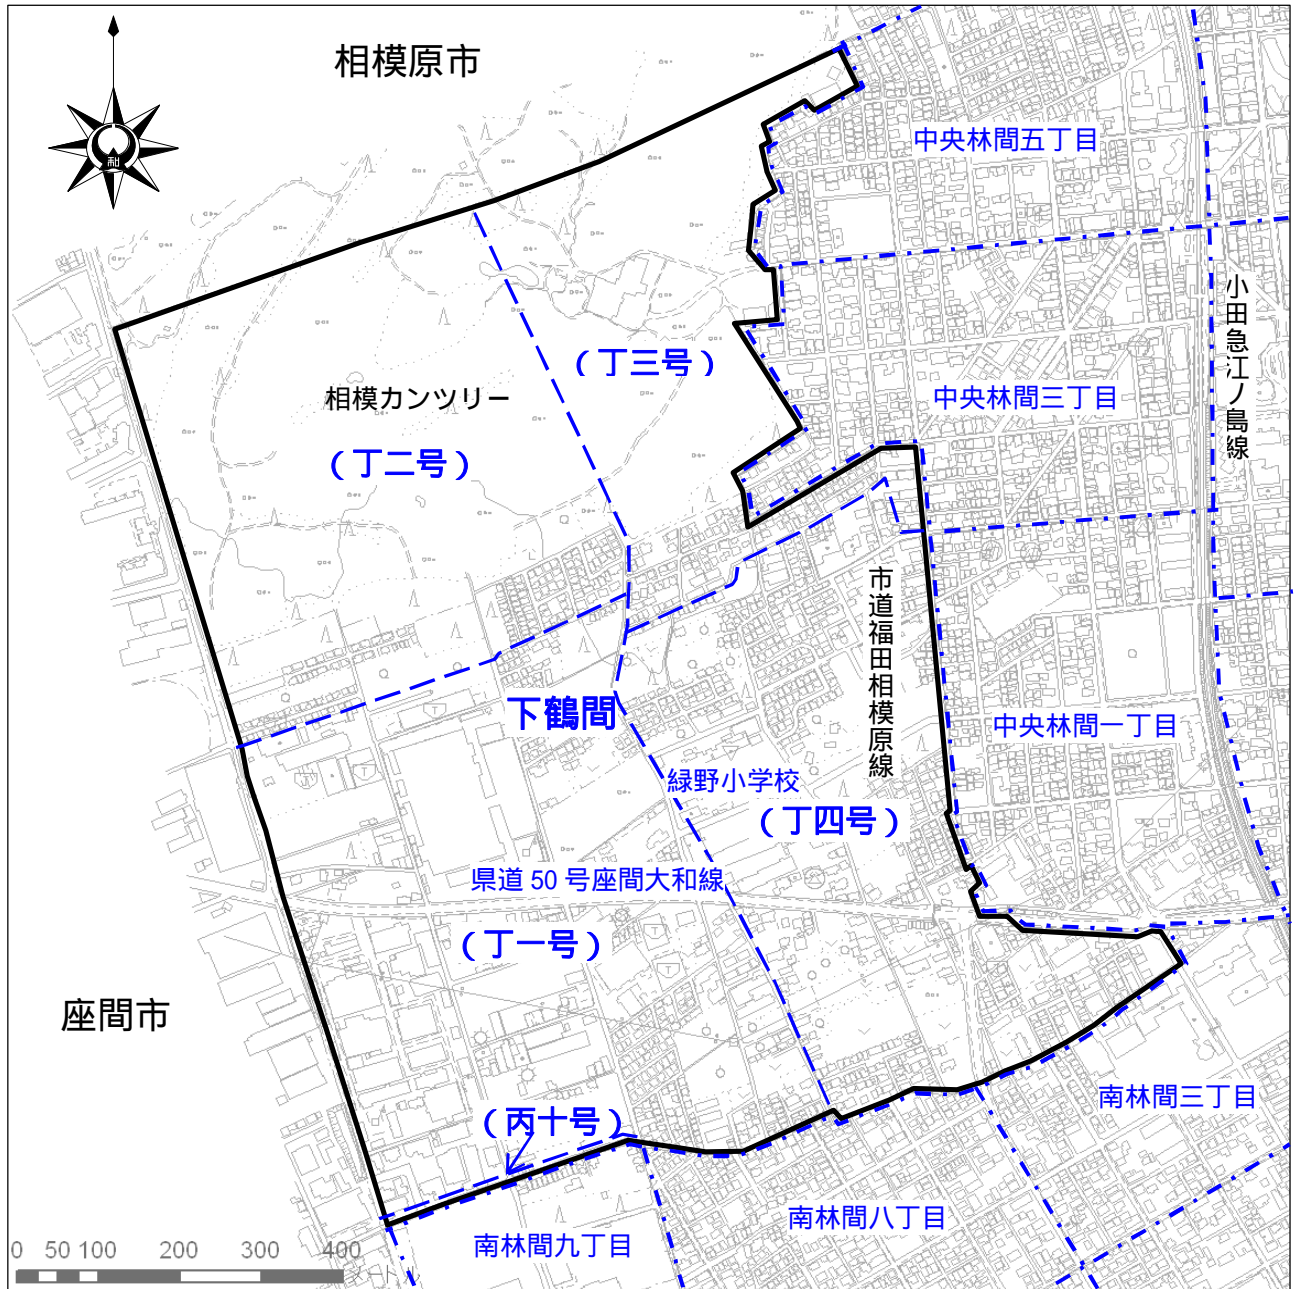 相模原市
中央林間五丁目
小田急江ノ島線
(丁三号)
相模カンツリー
中央林間三丁目
(丁二号)
市道福田相模原線
下鶴間
中央林間一丁目
緑野小学校
(丁四号)
県道 50 号座間大和線
(丁一号)
座間市
南林間三丁目
(丙十号)
南林間八丁目
南林間九丁目
0 50 100 200 300 400
メートル